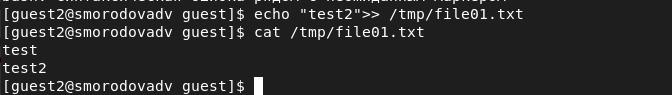 [guest2@smorodovadv guest]$ echo "test2">> /tmp/file01.txt
[guest2@smorodovadv guest]$ cat /tmp/file01.txt
test
test2
[guest2@smorodovadv guest]$